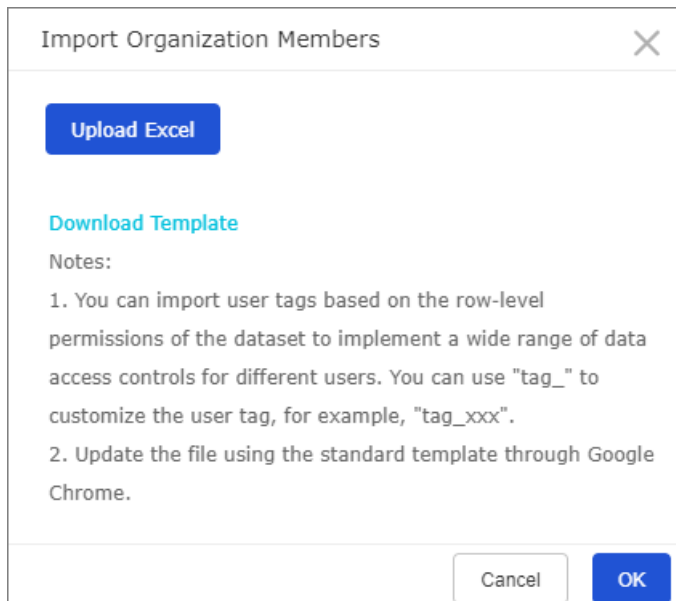 Import Organization Members
Upload Excel
Download Template
Notes:
1. You can import user tags based on the row-level
permissions of the dataset to implement a wide range of data
access controls for different users. You can use "tag_" to
customize the user tag, for example, "tag_xxx".
2. Update the file using the standard template through Google
Chrome.
Cancel OK